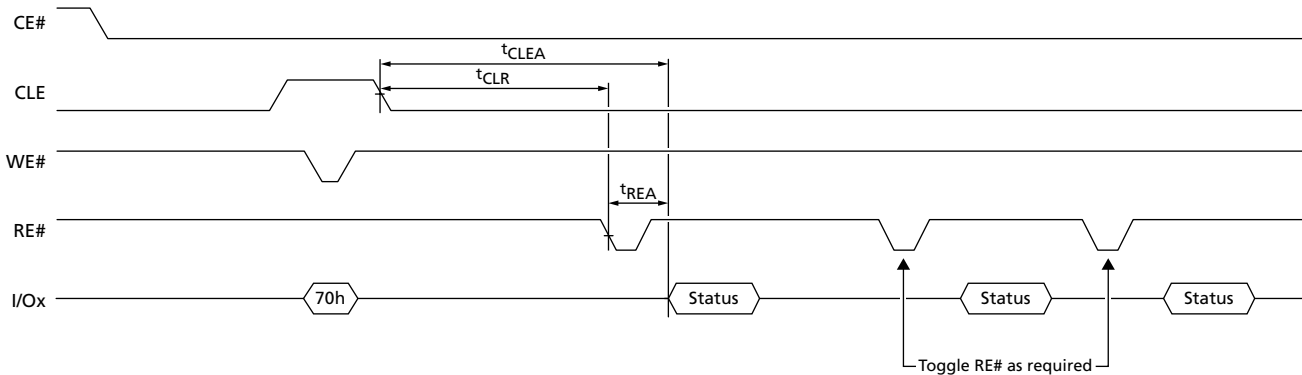 CE#
tCLEA
tCLR
CLE
WE#
tREA
RE#
I/Ox
70h
Status
Status
Status
Toggle RE# as required